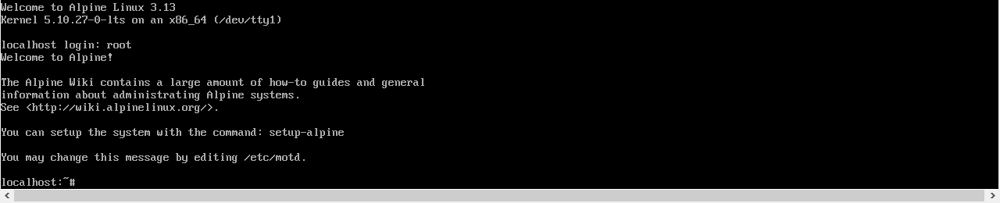 Welcome to Alpine Linux 3.13
Kernel 5.10.27-0-lts on an x86_64 (/dev/tty1)
localhost login: root
Welcome to Alpine!
The Alpine Wiki contains a large amount of how-to guides and general
information about administrating Alpine systems.
See <http://wiki.alpinelinux.org/>.
You can setup the system with the command: setup-alpine
You may change this message by editing /etc/motd.
localhost:~#